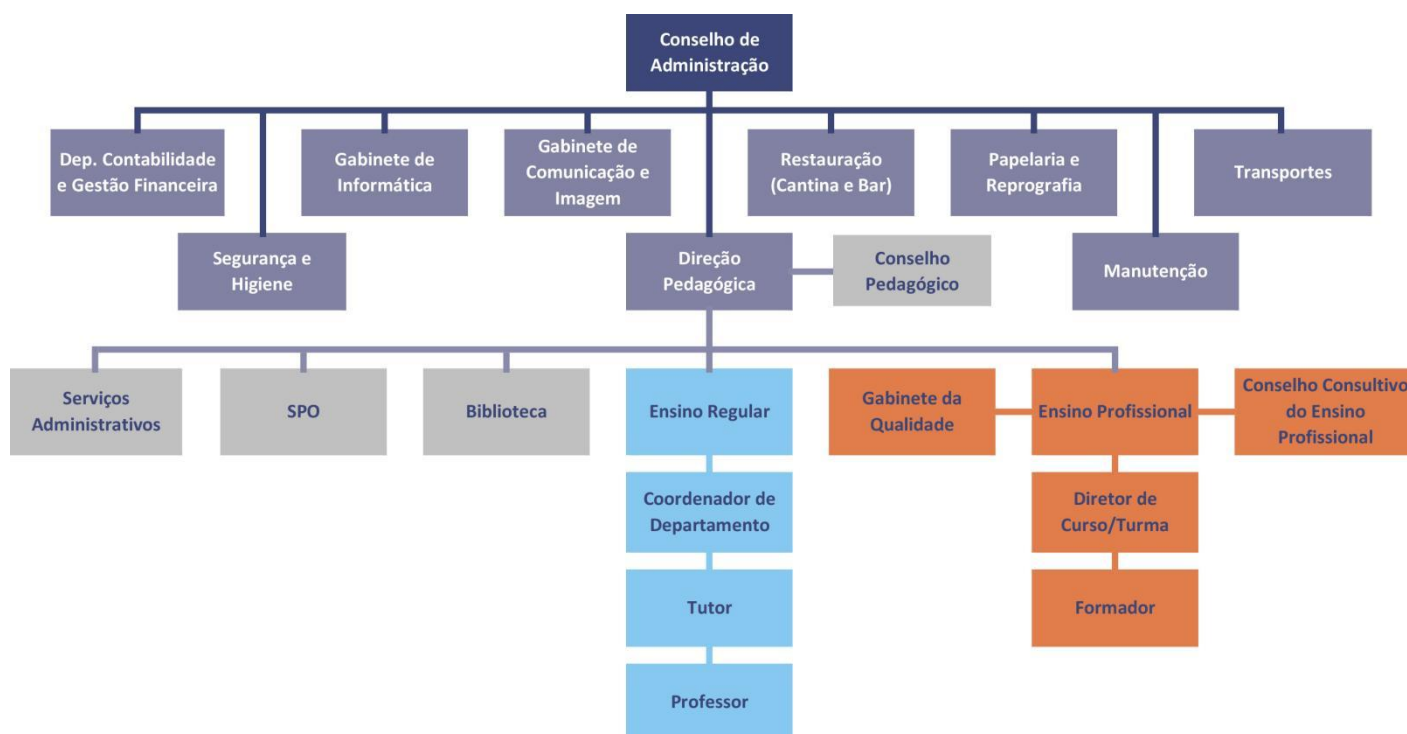 Conselho de
Administração
Dep. Contabilidade
e Gestão Financeira
Gabinete de
Informática
Gabinete de
Comunicação e
Imagem
Restauração
(Cantina e Bar)
Papelaria e
Reprografia
Transportes
Segurança e
Higiene
Direção
Pedagógica
Conselho
Pedagógico
Manutenção
Serviços
Administrativos
SPO
Biblioteca
Ensino Regular
Gabinete da
Qualidade
Ensino Profissional
Conselho Consultivo
do Ensino
Profissional
Coordenador de
Departamento
Diretor de
Curso/Turma
Tutor
Formador
Professor